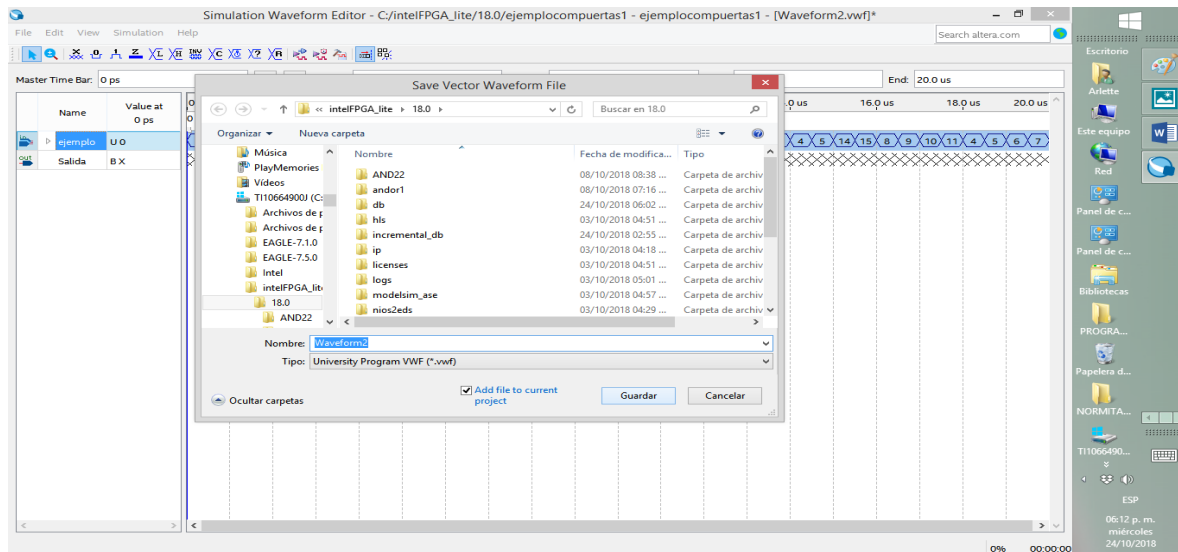 Simulation Waveform Editor - C:/intelFPGA_lite/18.0/ejemplocompuertas1 - ejemplocompuertas1 - [Waveform2.vwf]*
File Edit View Simulation Help
Search altera.com
Master Time Bar: 0 ps
End: 20.0 us
Name Value at 0 ps
.0 us 16.0 us 18.0 us 20.0 us
ejemplo U 0
4 5 14 15 8 9 10 11 4 5 6 7
out Salida B X
Save Vector Waveform File
« intelFPGA_lite 18.0
Buscar en 18.0
Organizar Nueva carpeta
Música
PlayMemories
Vídeos
TI10664900J (C:
Archivos de p
Archivos de p
EAGLE-7.1.0
EAGLE-7.5.0
Intel
intelFPGA_lit
18.0
AND22
Nombre Fecha de modifica... Tipo
AND22 08/10/2018 08:38 ... Carpeta de archiv
andor1 08/10/2018 07:16 ... Carpeta de archiv
db 24/10/2018 06:02 ... Carpeta de archiv
hls 03/10/2018 04:51 ... Carpeta de archiv
incremental_db 24/10/2018 02:55 ... Carpeta de archiv
ip 03/10/2018 04:18 ... Carpeta de archiv
licenses 03/10/2018 04:51 ... Carpeta de archiv
logs 03/10/2018 05:01 ... Carpeta de archiv
modelsim_ase 03/10/2018 04:57 ... Carpeta de archiv
nios2eds 03/10/2018 04:29 ... Carpeta de archiv
Nombre: Waveform2
Tipo: University Program VWF (*.vwf)
Ocultar carpetas
Add file to current
project
Guardar Cancelar
0% 00:00:00
Escritorio
Arlette
Este equipo
Red
Panel de c...
Panel de c...
Bibliotecas
PROGRA...
Papelera d...
NORMITA...
TI1066490...
ESP
06:12 p. m.
miércoles
24/10/2018